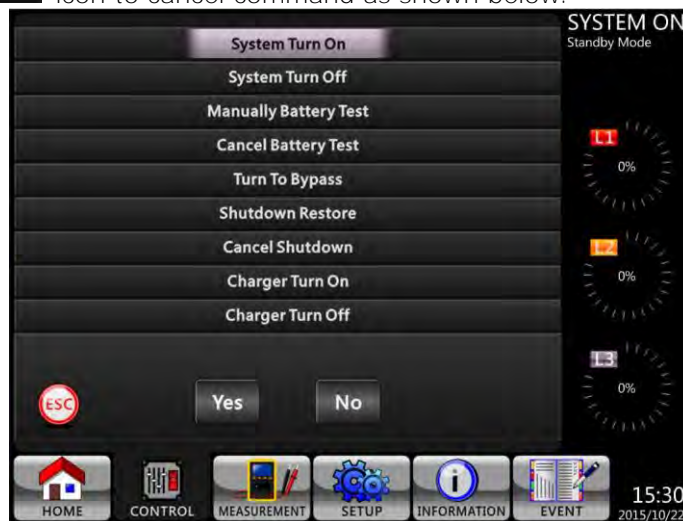 icon to cancel command as shown below.
SYSTEM ON
Standby Mode
System Turn On
System Turn Off
Manually Battery Test
Cancel Battery Test
Turn To Bypass
Shutdown Restore
Cancel Shutdown
Charger Turn On
Charger Turn Off
L1
0%
L2
0%
L3
0%
ESC
Yes
No
HOME
CONTROL
MEASUREMENT
SETUP
INFORMATION
EVENT
15:30
2015/10/22